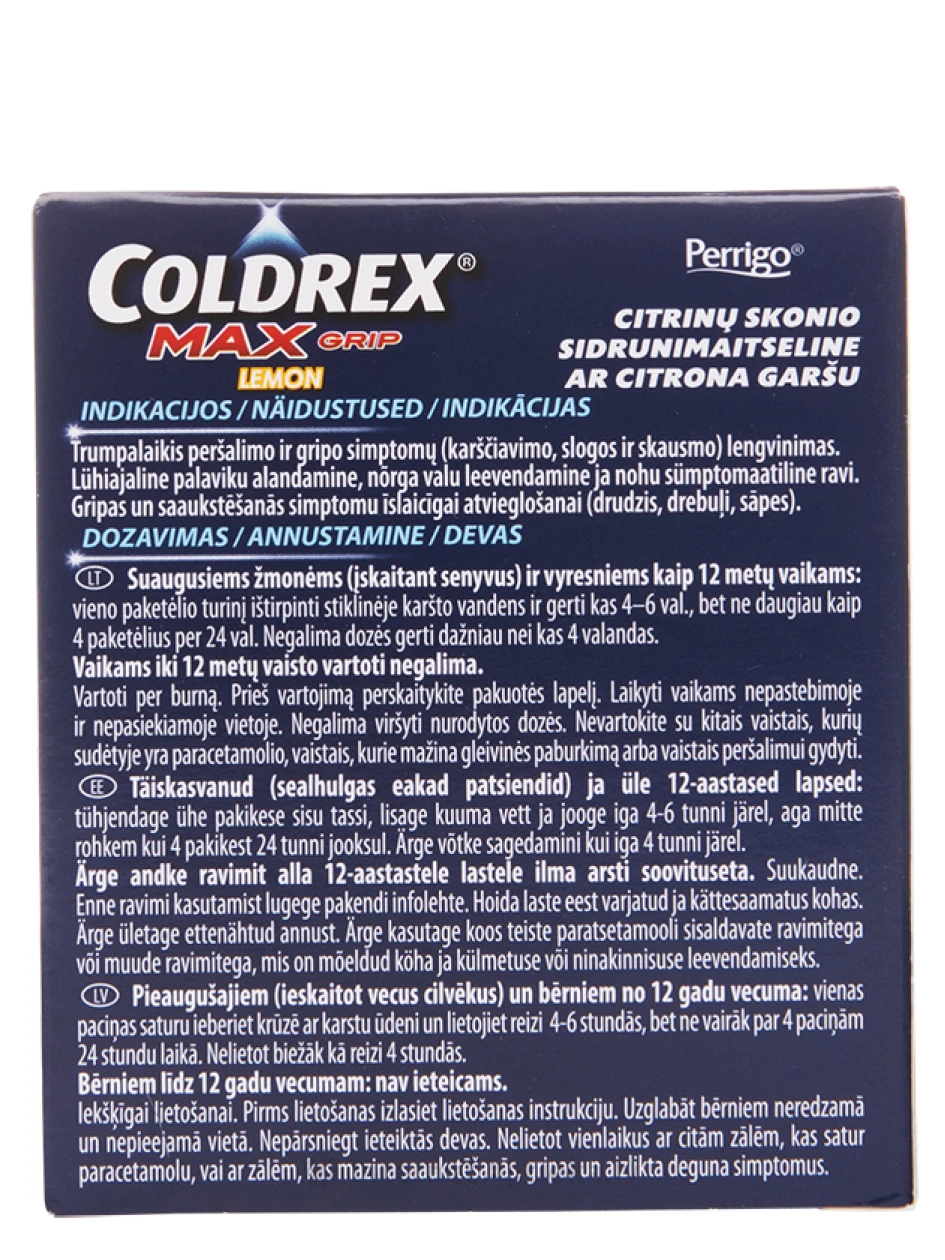 COLDREX®
MAX GRIP
LEMON
Perrigo®
CITRINŲ SKONIO
SIDRUNIMAITSELINE
AR CITRONA GARŠU
INDIKACIJOS / NÄIDUSTUSED / INDIKĀCIJAS
Trumpalaikis peršalimo ir gripo simptomų (karščiavimo, slogos ir skausmo) lengvinimas.
Lühiajaline palaviku alandamine, nõrga valu leevendamine ja nohu sümptomaatiline ravi.
Gripas un saaukstēšanās simptomu īslaicīgai atvieglošanai (drudzis, drebuļi, sāpes).
DOZAVIMAS / ANNUSTAMINE / DEVAS
LT Suaugusiems žmonėms (įskaitant senyvus) ir vyresniems kaip 12 metų vaikams:
vieno paketėlio turinį ištirpinti stiklinėje karšto vandens ir gerti kas 4–6 val., bet ne daugiau kaip
4 paketėlius per 24 val. Negalima dozės gerti dažniau nei kas 4 valandas.
Vaikams iki 12 metų vaisto vartoti negalima.
Vartoti per burną. Prieš vartojimą perskaitykite pakuotės lapelį. Laikyti vaikams nepastebimoje
ir nepasiekiamoje vietoje. Negalima viršyti nurodytos dozės. Nevartokite su kitais vaistais, kurių
sudėtyje yra paracetamolio, vaistais, kurie mažina gleivinės paburkimą arba vaistais peršalimui gydyti.
EE Täiskasvanud (sealhulgas eakad patsiendid) ja üle 12-aastased lapsed:
tühjendage ühe pakikese sisu tassi, lisage kuuma vett ja jooge iga 4-6 tunni järel, aga mitte
rohkem kui 4 pakikest 24 tunni jooksul. Ärge võtke sagedamini kui iga 4 tunni järel.
Ärge andke ravimit alla 12-aastastele lastele ilma arsti soovituseta. Suukaudne.
Enne ravimi kasutamist lugege pakendi infolehte. Hoida laste eest varjatud ja kättesaamatus kohas.
Ärge ületage ettenähtud annust. Ärge kasutage koos teiste paratsetamooli sisaldavate ravimitega
või muude ravimitega, mis on mõeldud köha ja külmetuse või ninakinnisuse leevendamiseks.
LV Pieaugušajiem (ieskaitot vecus cilvēkus) un bērniem no 12 gadu vecuma: vienas
paciņas saturu ieberiet krūzē ar karstu ūdeni un lietojiet reizi 4-6 stundās, bet ne vairāk par 4 paciņām
24 stundu laikā. Nelietot biežāk kā reizi 4 stundās.
Bērniem līdz 12 gadu vecumam: nav ieteicams.
Iekšķīgai lietošanai. Pirms lietošanas izlasiet lietošanas instrukciju. Uzglabāt bērniem neredzamā
un nepieejamā vietā. Nepārsniegt ieteiktās devas. Nelietot vienlaikus ar citām zālēm, kas satur
paracetamolu, vai ar zālēm, kas mazina saaukstēšanās, gripas un aizlikta deguna simptomus.